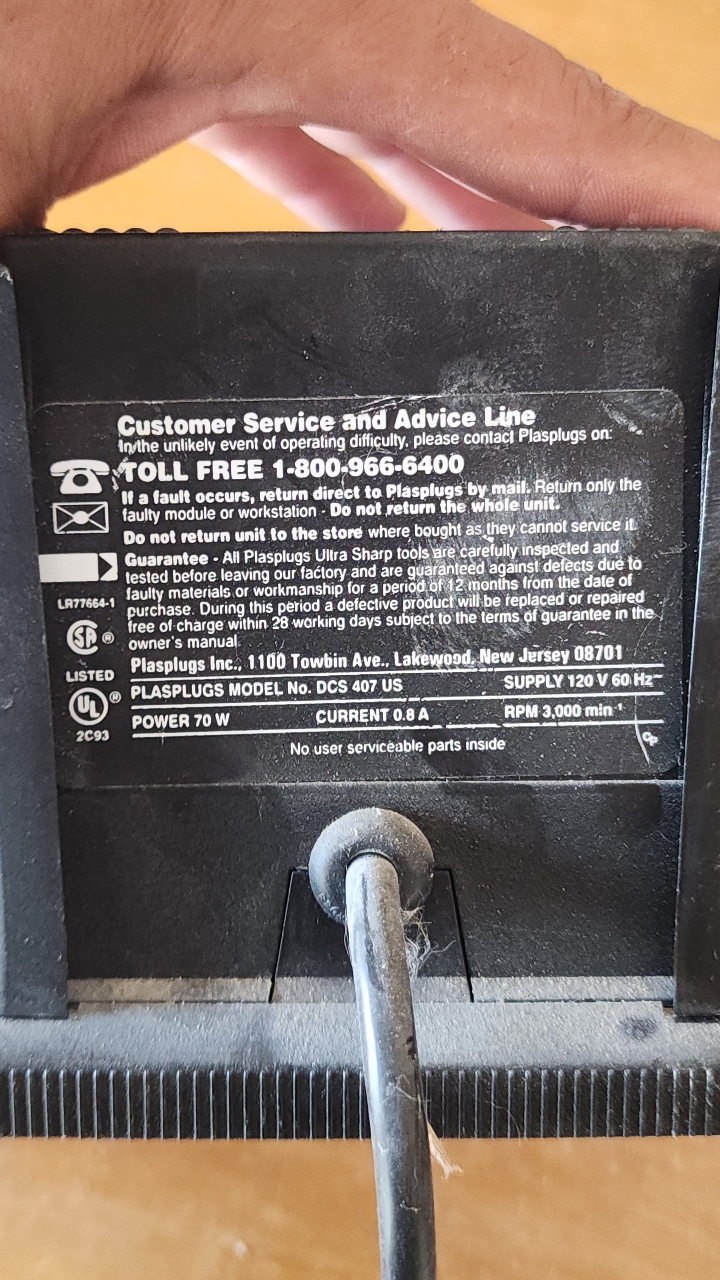 Customer Service and Advice Line
In the unlikely event of operating difficulty, please contact Plasplugs on:
TOLL FREE 1-800-966-6400
If a fault occurs, return direct to Plasplugs by mail. Return only the
faulty module or workstation - Do not return the whole unit.
Do not return unit to the store where bought as they cannot service it.
Guarantee - All Plasplugs Ultra Sharp tools are carefully inspected and
tested before leaving our factory and are guaranteed against defects due to
faulty materials or workmanship for a period of 12 months from the date of
purchase. During this period a defective product will be replaced or repaired
free of charge within 28 working days subject to the terms of guarantee in the
owner's manual.
LR77664-1
SA ®
LISTED
UL ®
2C93
Plasplugs Inc., 1100 Towbin Ave., Lakewood, New Jersey 08701
PLASPLUGS MODEL No. DCS 407 US SUPPLY 120 V 60 Hz~
POWER 70 W CURRENT 0.8 A RPM 3,000 min⁻¹
No user serviceable parts inside